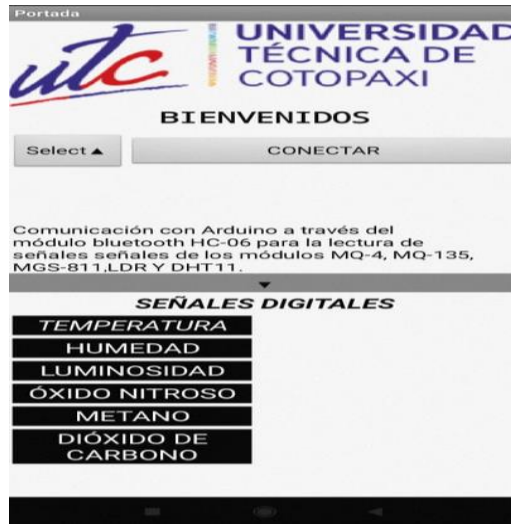 Portada
utc
UNIVERSIDAD
TÉCNICA DE
COTOPAXI
BIENVENIDOS
Select▲ CONECTAR
Comunicación con Arduino a través del
módulo bluetooth HC-06 para la lectura de
señales señales de los módulos MQ-4, MQ-135,
MGS-811,LDR Y DHT11.
SEÑALES DIGITALES
TEMPERATURA
HUMEDAD
LUMINOSIDAD
ÓXIDO NITROSO
METANO
DIÓXIDO DE
CARBONO